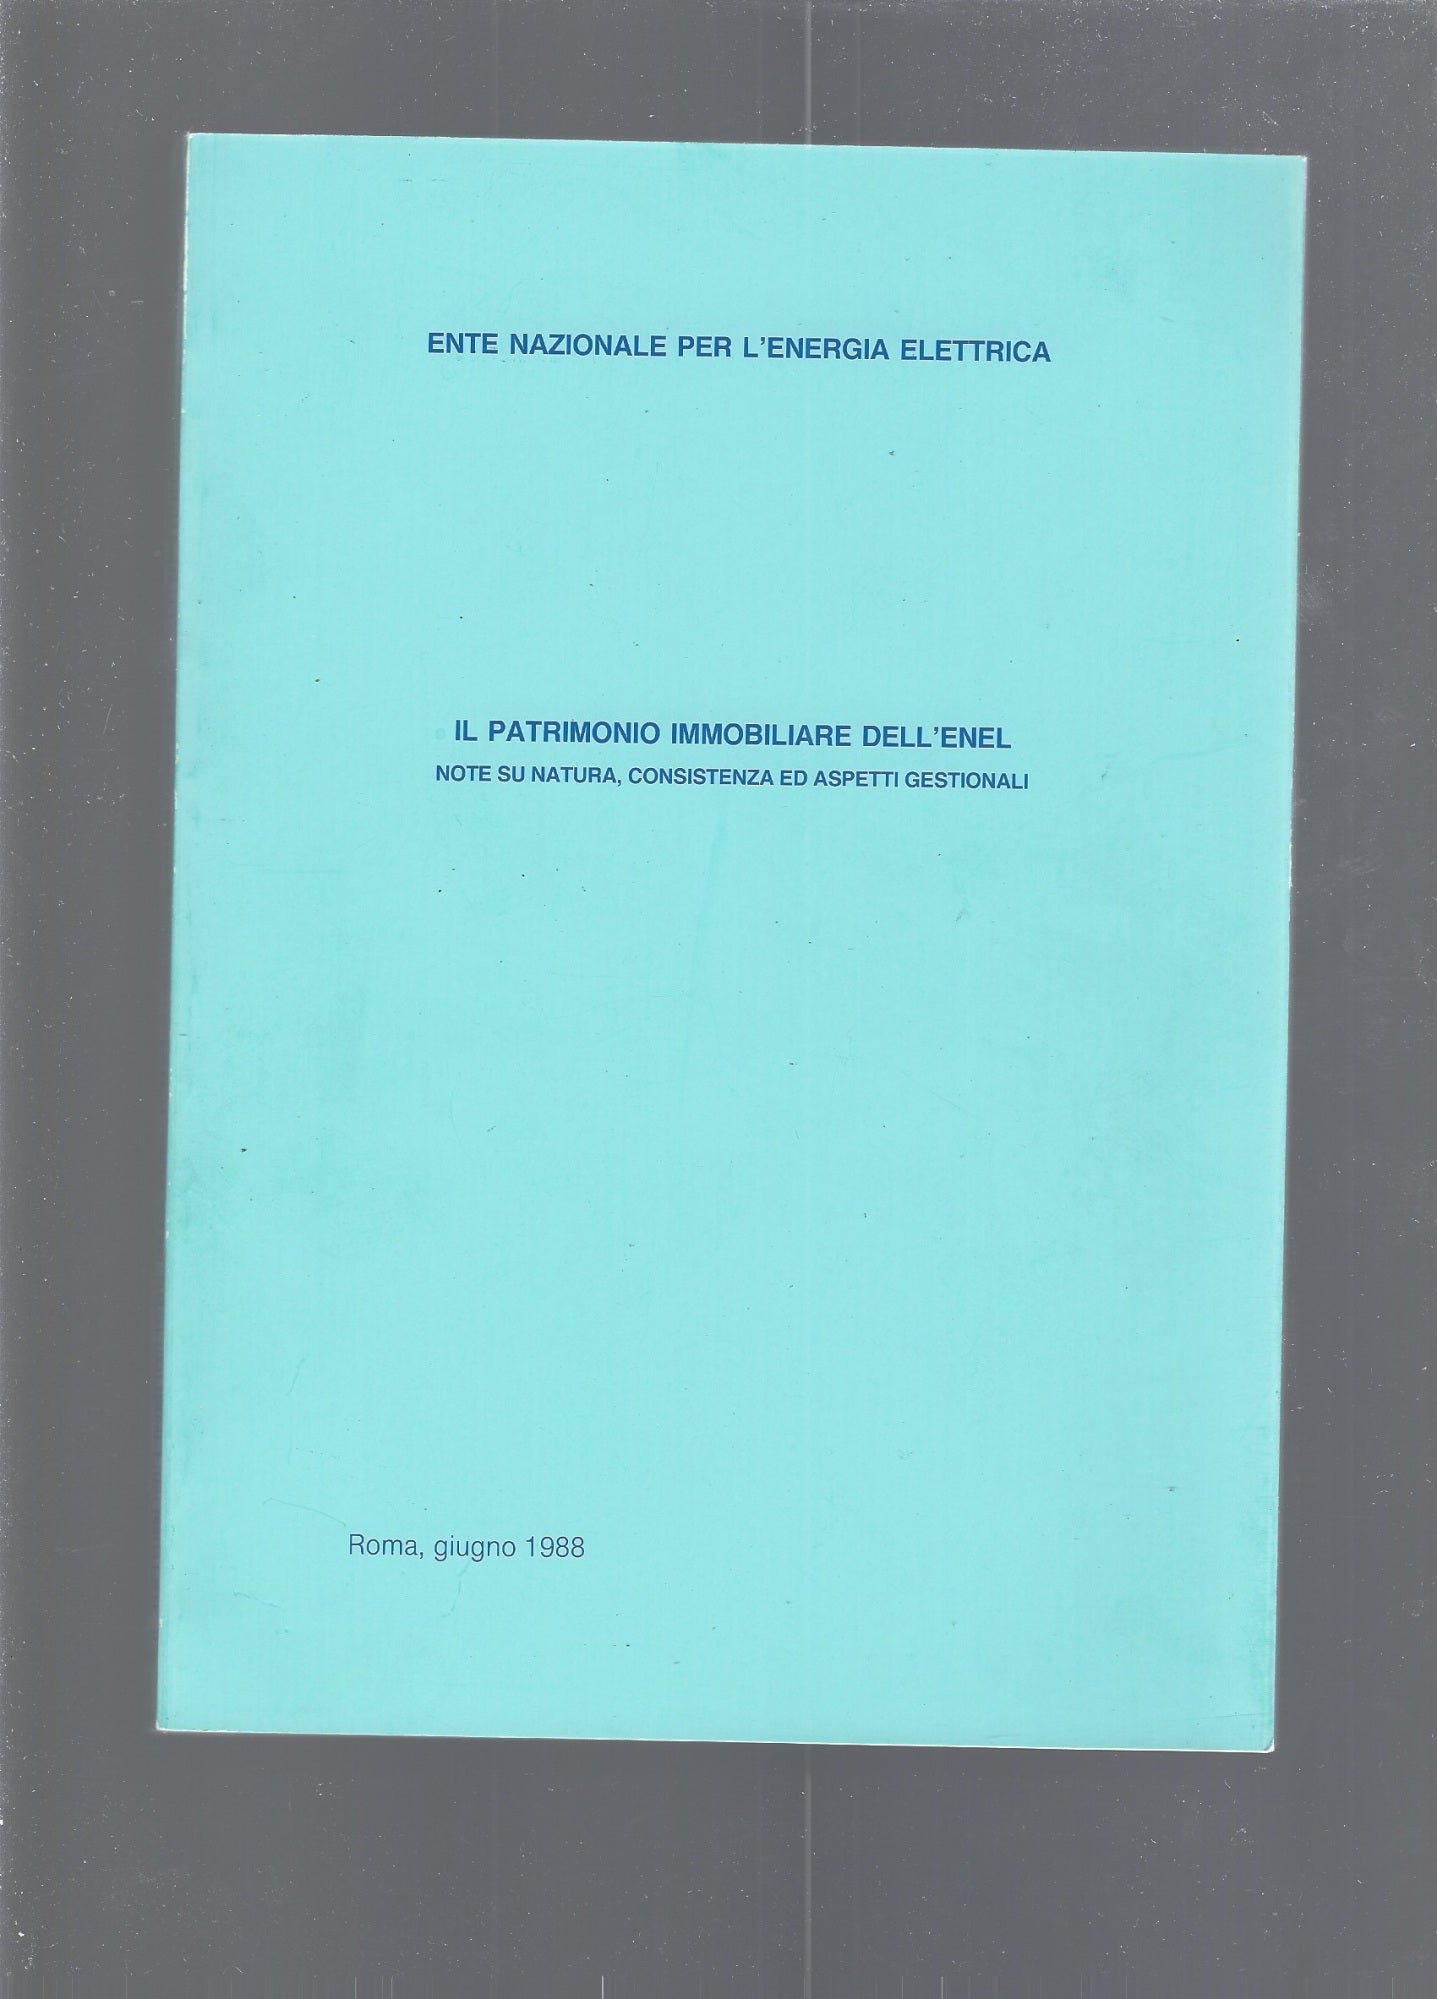 ENTE NAZIONALE PER L'ENERGIA ELETTRICA
IL PATRIMONIO IMMOBILIARE DELL'ENEL
NOTE SU NATURA, CONSISTENZA ED ASPETTI GESTIONALI
Roma, giugno 1988